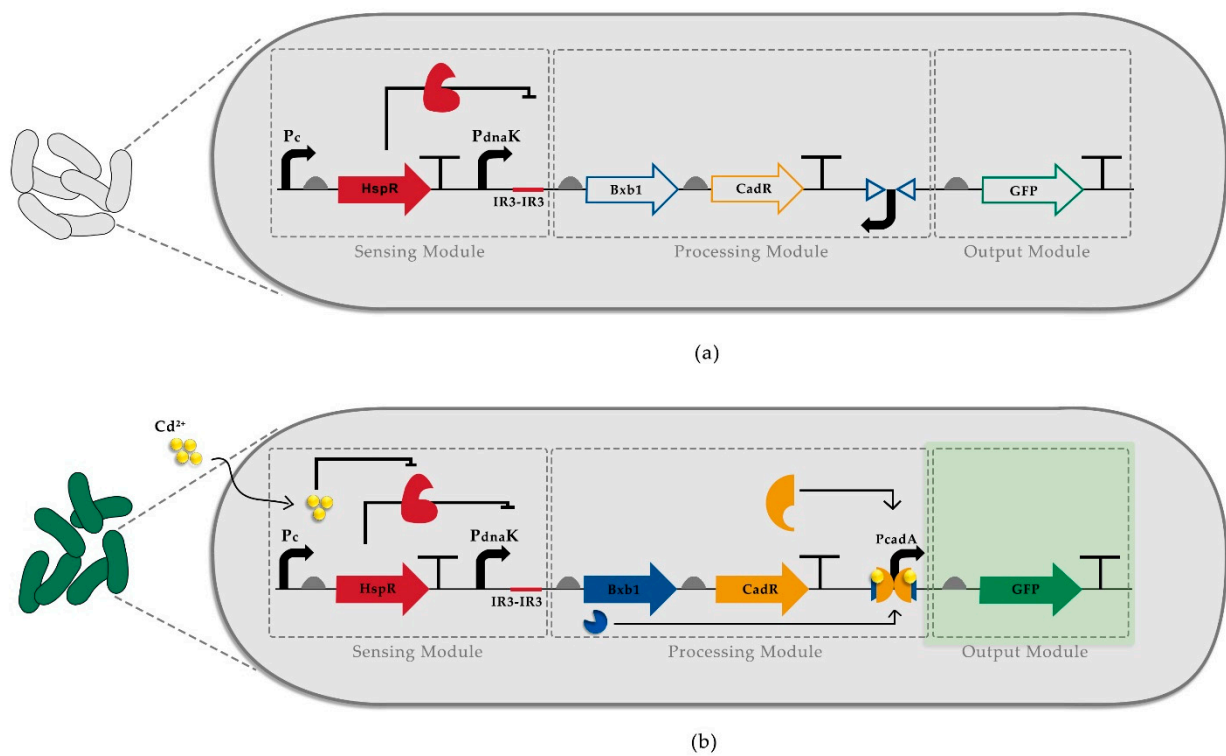 Pc
PdnaK
HspR
IR3-IR3
Bxb1
CadR
GFP
Sensing Module
Processing Module
Output Module
(a)
Cd²⁺
Pc
PdnaK
PcadA
HspR
IR3-IR3
Bxb1
CadR
GFP
Sensing Module
Processing Module
Output Module
(b)